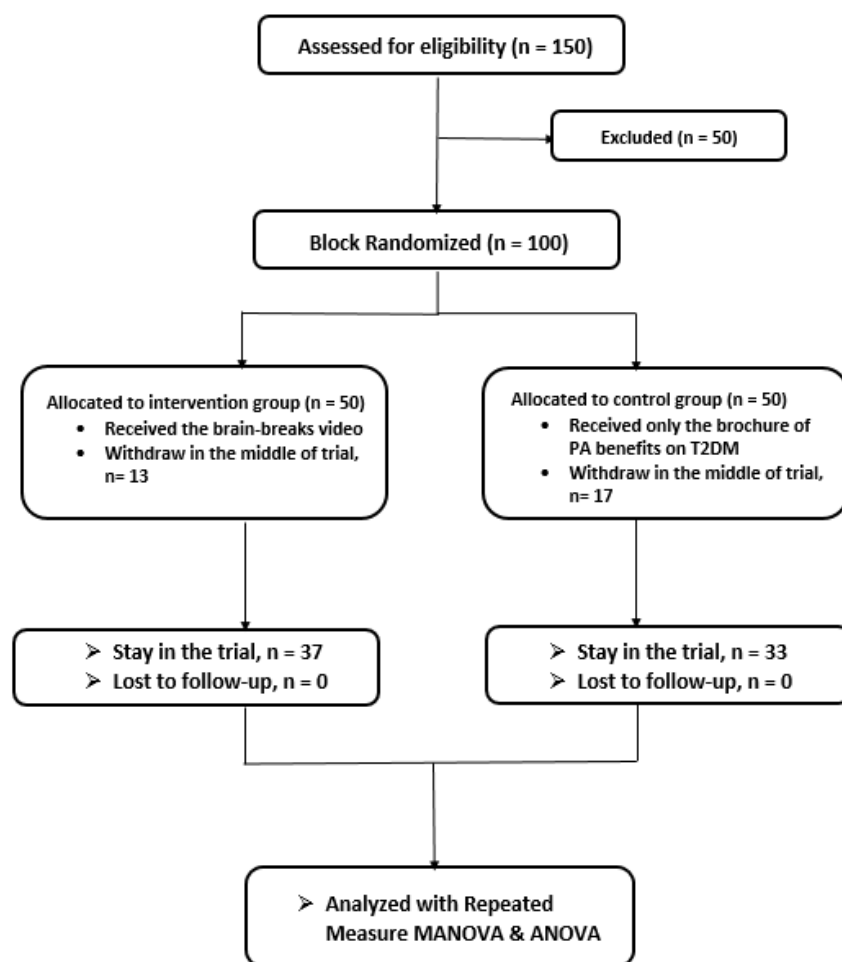 Assessed for eligibility (n = 150)
Excluded (n = 50)
Block Randomized (n = 100)
Allocated to intervention group (n = 50)
• Received the brain-breaks video
• Withdraw in the middle of trial,
n= 13
Allocated to control group (n = 50)
• Received only the brochure of
PA benefits on T2DM
• Withdraw in the middle of trial,
n= 17
➢ Stay in the trial, n = 37
➢ Lost to follow-up, n = 0
➢ Stay in the trial, n = 33
➢ Lost to follow-up, n = 0
➢ Analyzed with Repeated
Measure MANOVA & ANOVA